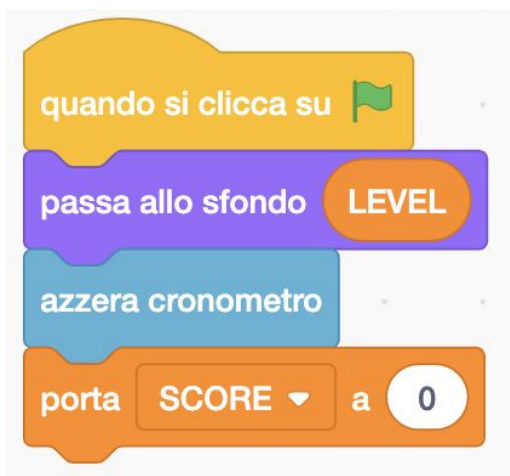 quando si clicca su
passa allo sfondo LEVEL
azzera cronometro
porta SCORE a 0